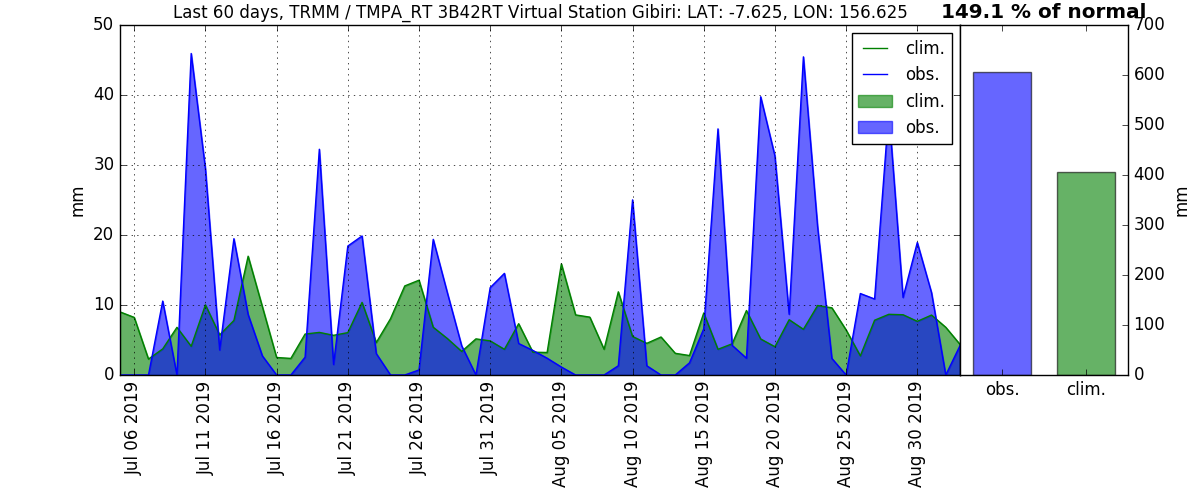 Last 60 days, TRMM / TMPA_RT 3B42RT Virtual Station Gibiri: LAT: -7.625, LON: 156.625
149.1 % of normal
50
40
30
20
10
0
mm
clim.
obs.
clim.
obs.
700
600
500
400
300
200
100
0
mm
Jul 06 2019
Jul 11 2019
Jul 16 2019
Jul 21 2019
Jul 26 2019
Jul 31 2019
Aug 05 2019
Aug 10 2019
Aug 15 2019
Aug 20 2019
Aug 25 2019
Aug 30 2019
obs.
clim.